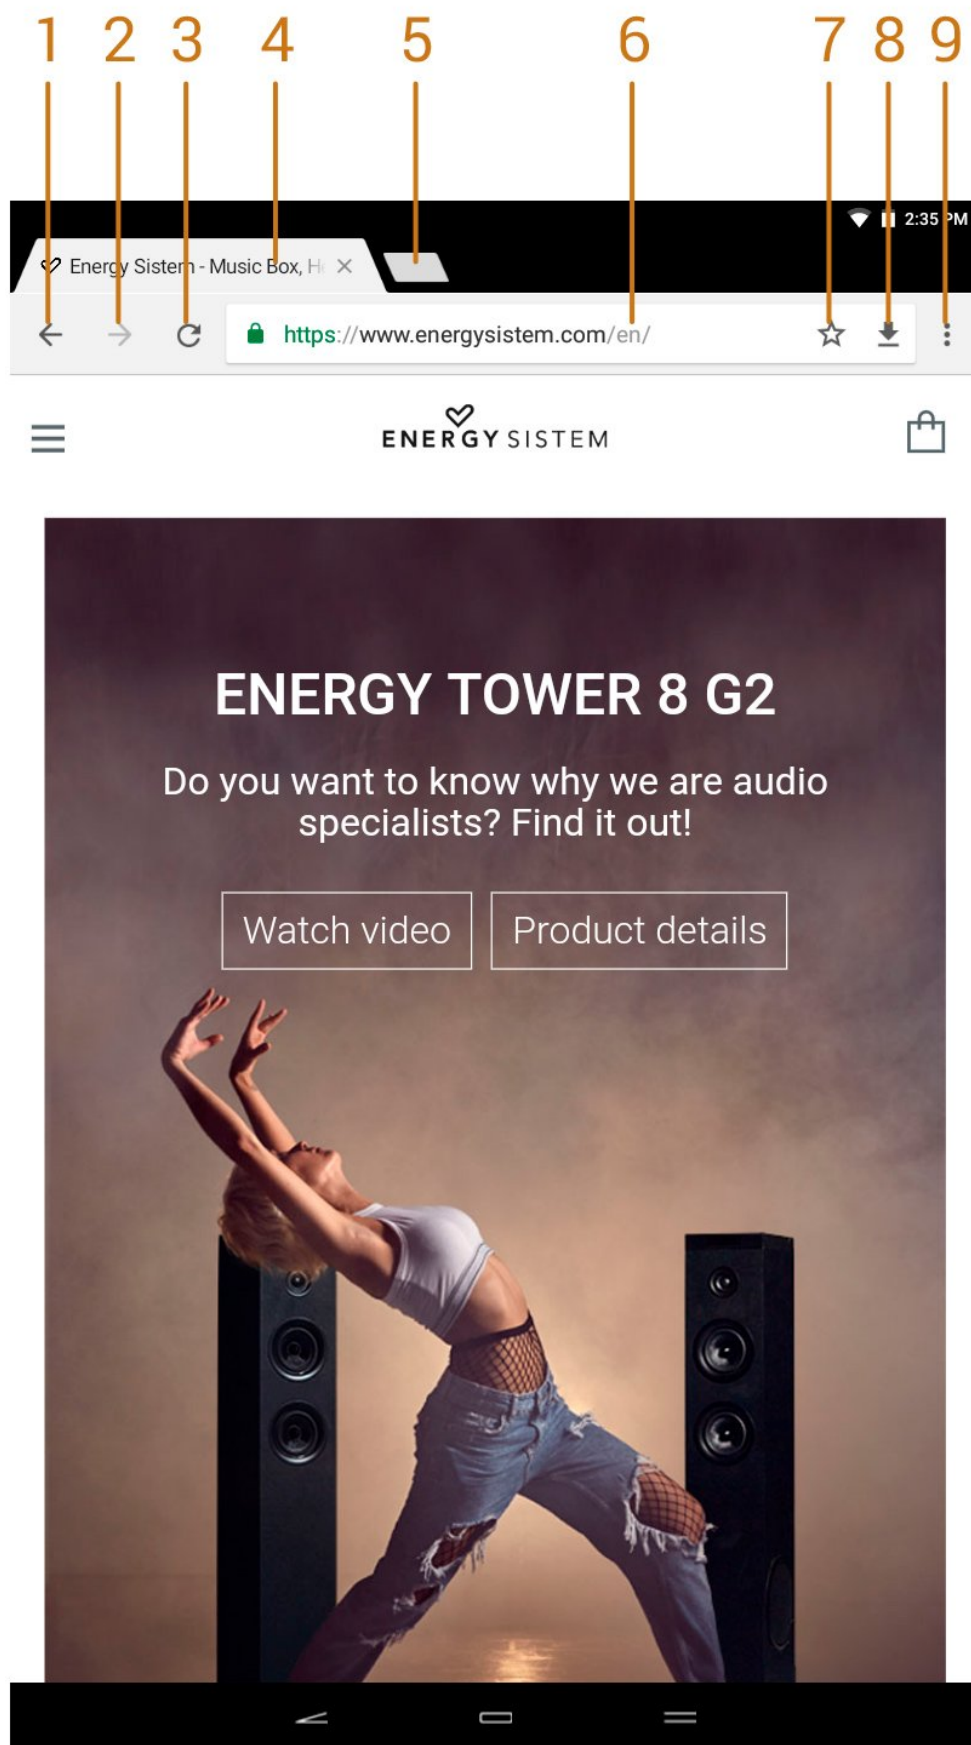 1 2 3 4 5 6 7 8 9
2:35 PM
Energy Sistem - Music Box, H
https://www.energysistem.com/en/
ENERGY SISTEM
ENERGY TOWER 8 G2
Do you want to know why we are audio
specialists? Find it out!
Watch video Product details